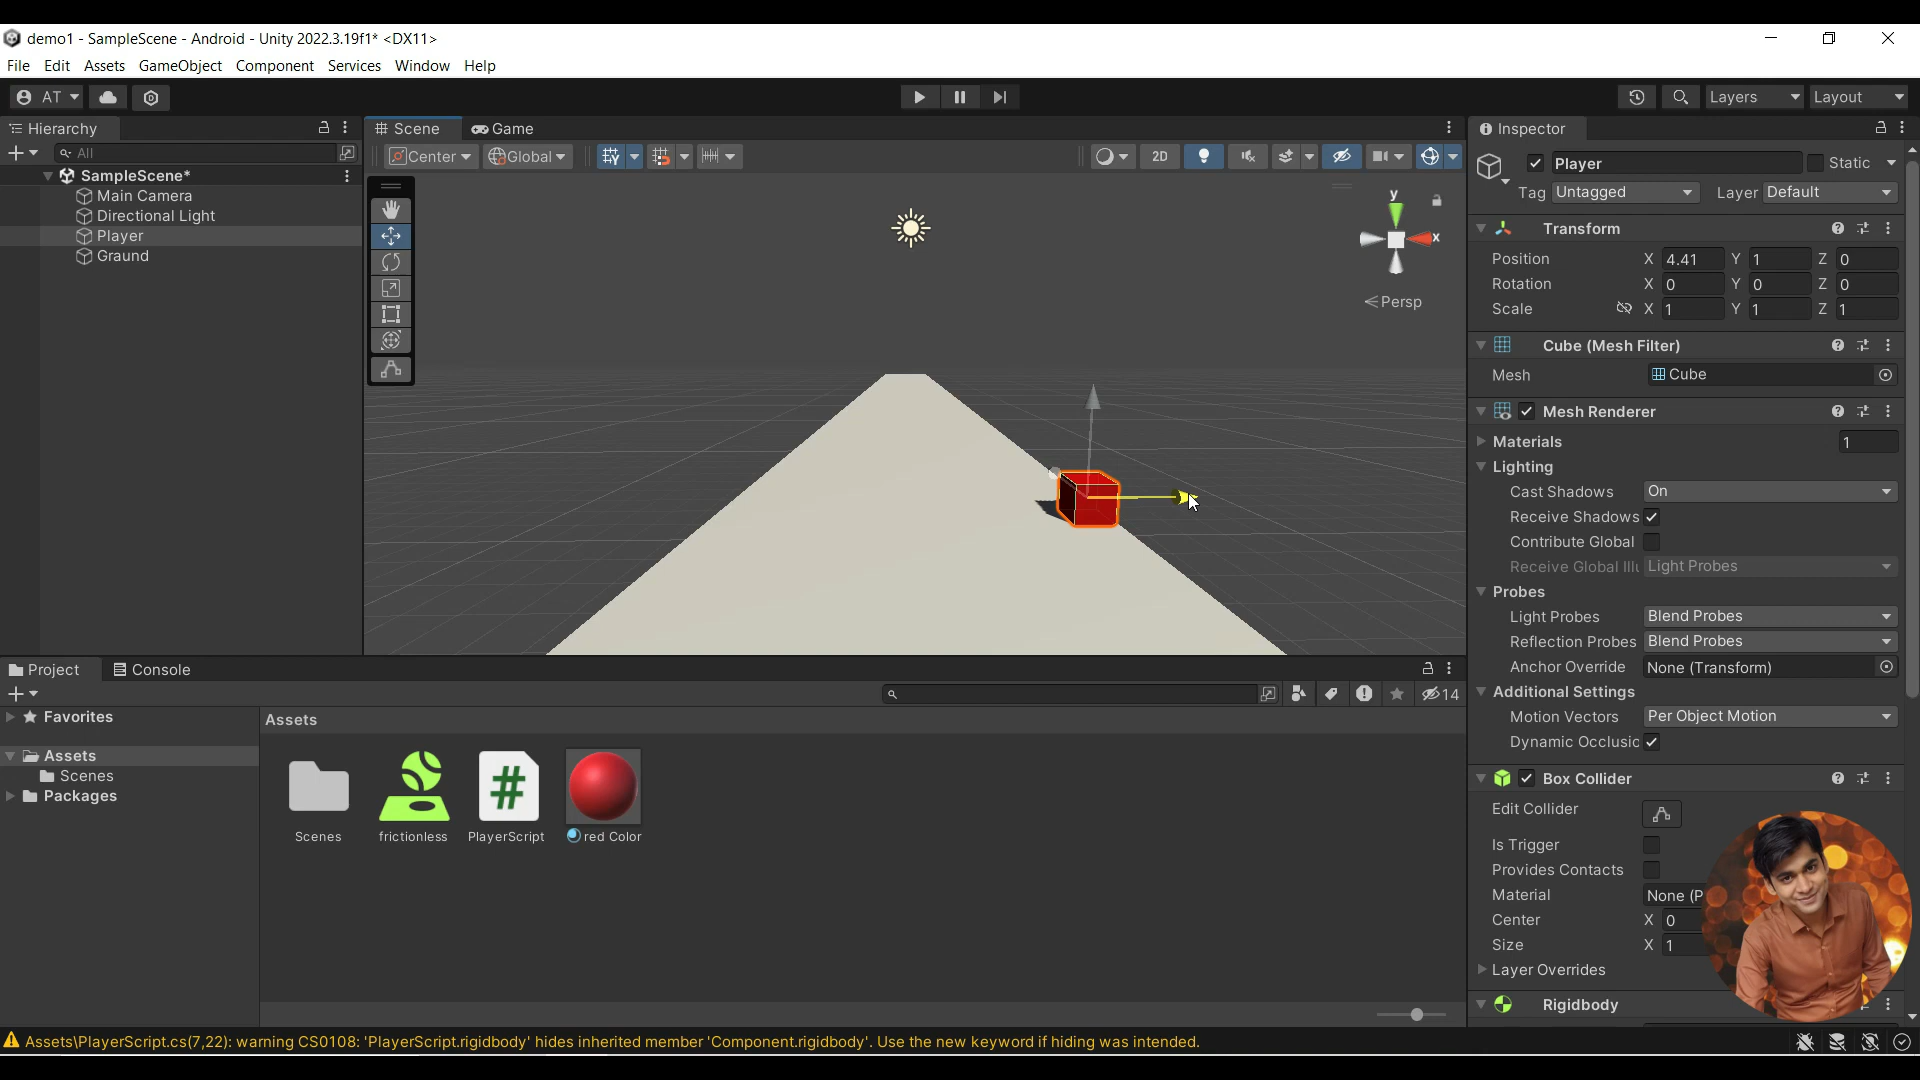 demo1 - SampleScene - Android - Unity 2022.3.19f1* <DX11>
File Edit Assets GameObject Component Services Window Help
AT
Layers
Layout
Hierarchy
All
SampleScene*
Main Camera
Directional Light
Player
Graund
Scene
Game
Center
Global
2D
y
x
Persp
Inspector
Player
Static
Tag Untagged Layer Default
Transform
Position X 4.41 Y 1 Z 0
Rotation X 0 Y 0 Z 0
Scale X 1 Y 1 Z 1
Cube (Mesh Filter)
Mesh Cube
Mesh Renderer
Materials 1
Lighting
Cast Shadows On
Receive Shadows
Contribute Global
Receive Global Illu Light Probes
Probes
Light Probes Blend Probes
Reflection Probes Blend Probes
Anchor Override None (Transform)
Additional Settings
Motion Vectors Per Object Motion
Dynamic Occlusic
Box Collider
Edit Collider
Is Trigger
Provides Contacts
Material None (P
Center X 0
Size X 1
Layer Overrides
Rigidbody
Project
Console
14
Favorites
Assets
Scenes
Packages
Assets
Scenes
frictionless
PlayerScript
red Color
Assets\PlayerScript.cs(7,22): warning CS0108: 'PlayerScript.rigidbody' hides inherited member 'Component.rigidbody'. Use the new keyword if hiding was intended.